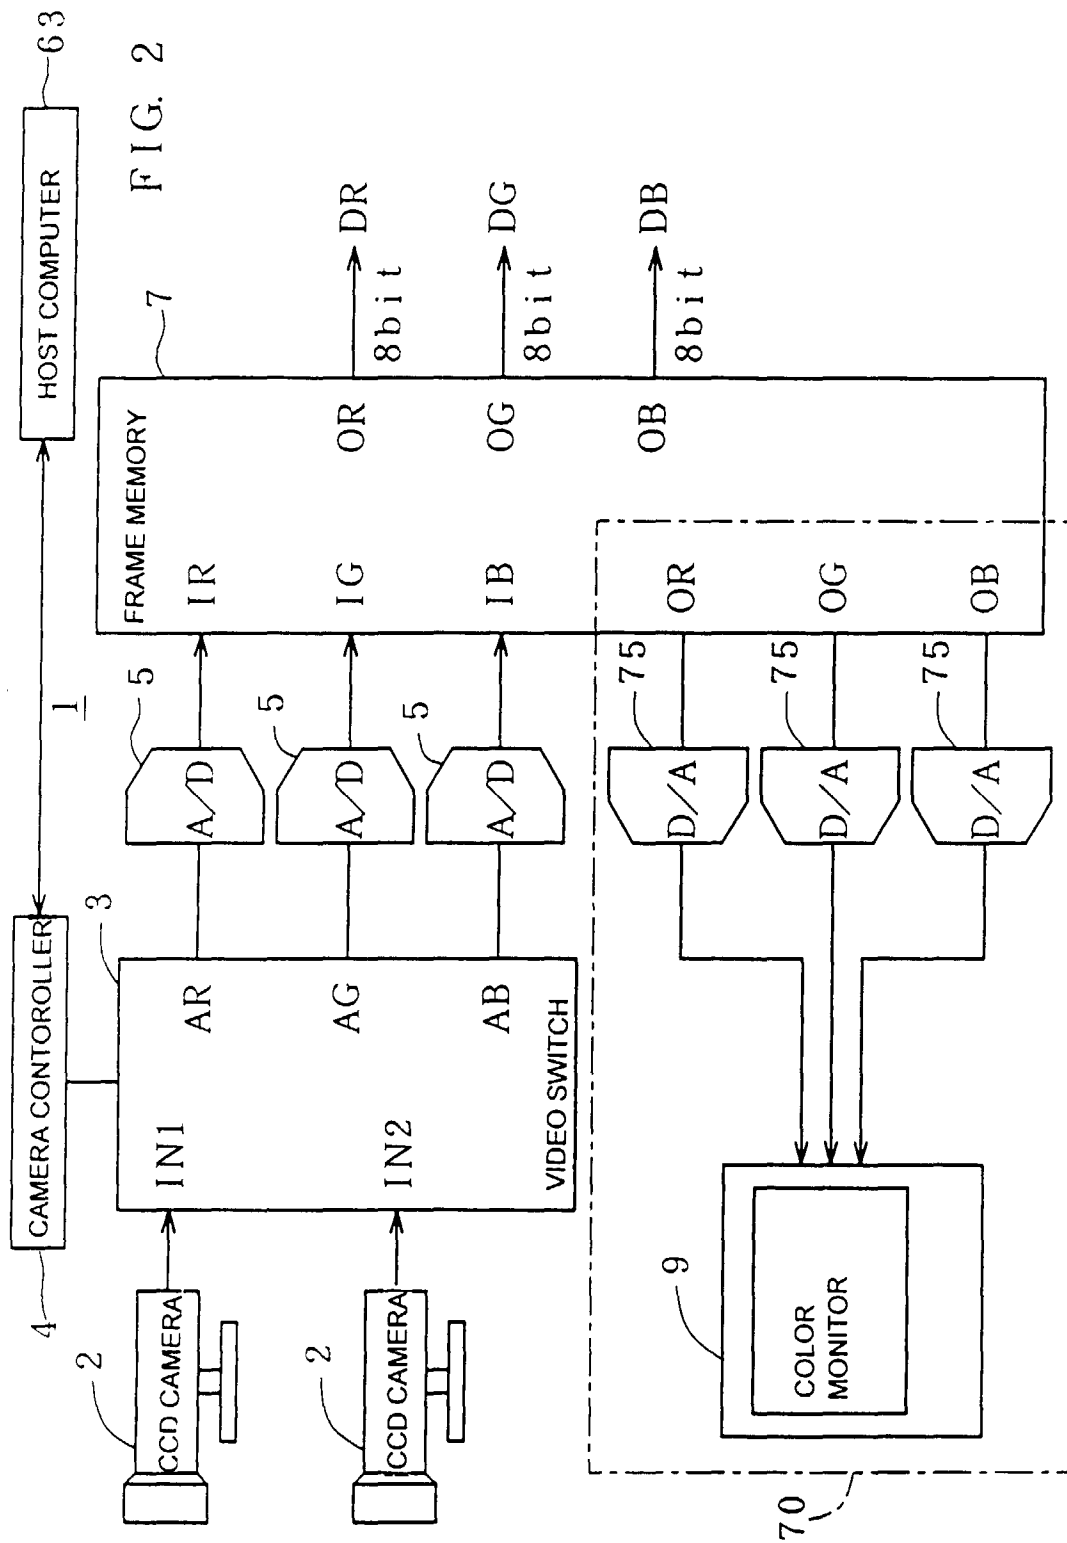 FIG. 2
4
CAMERA CONTOROLLER
1
HOST COMPUTER
63
2
CCD CAMERA
2
CCD CAMERA
3
IN1
IN2
AR
AG
AB
VIDEO SWITCH
5
A/D
5
A/D
5
A/D
FRAME MEMORY
7
IR
IG
IB
OR
OG
OB
8bit
DR
8bit
DG
8bit
DB
OR
OG
OB
75
D/A
75
D/A
75
D/A
9
COLOR
MONITOR
70